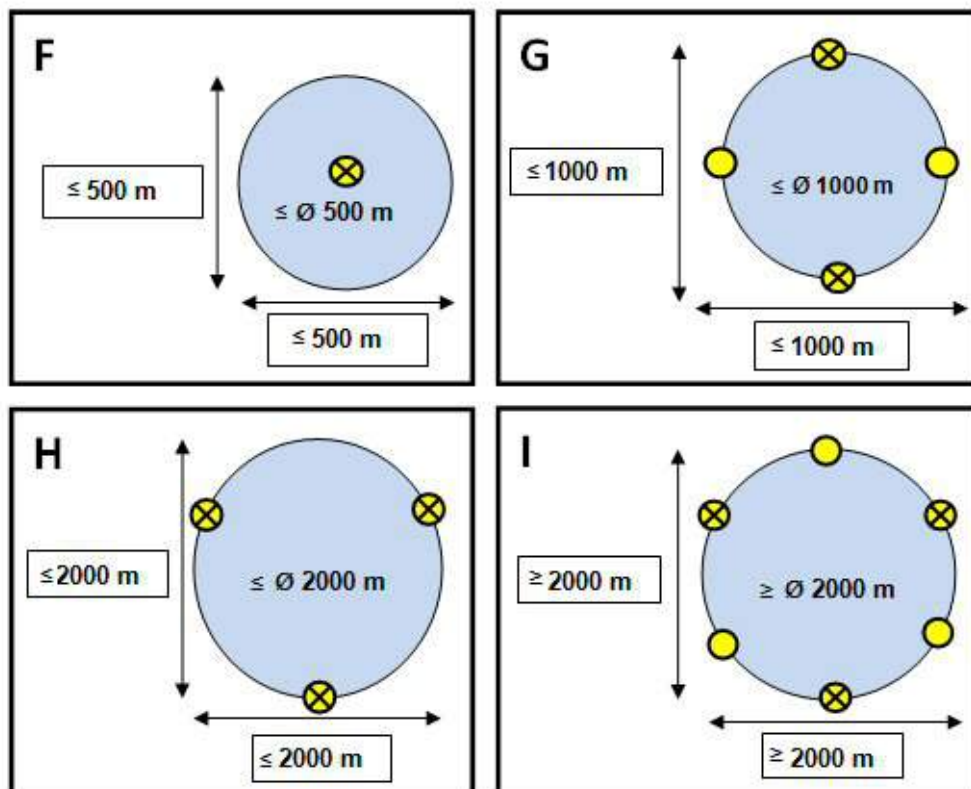 F
≤ 500 m
≤ Ø 500 m
≤ 500 m
G
≤ 1000 m
≤ Ø 1000 m
≤ 1000 m
H
≤ 2000 m
≤ Ø 2000 m
≤ 2000 m
I
≥ 2000 m
≥ Ø 2000 m
≥ 2000 m